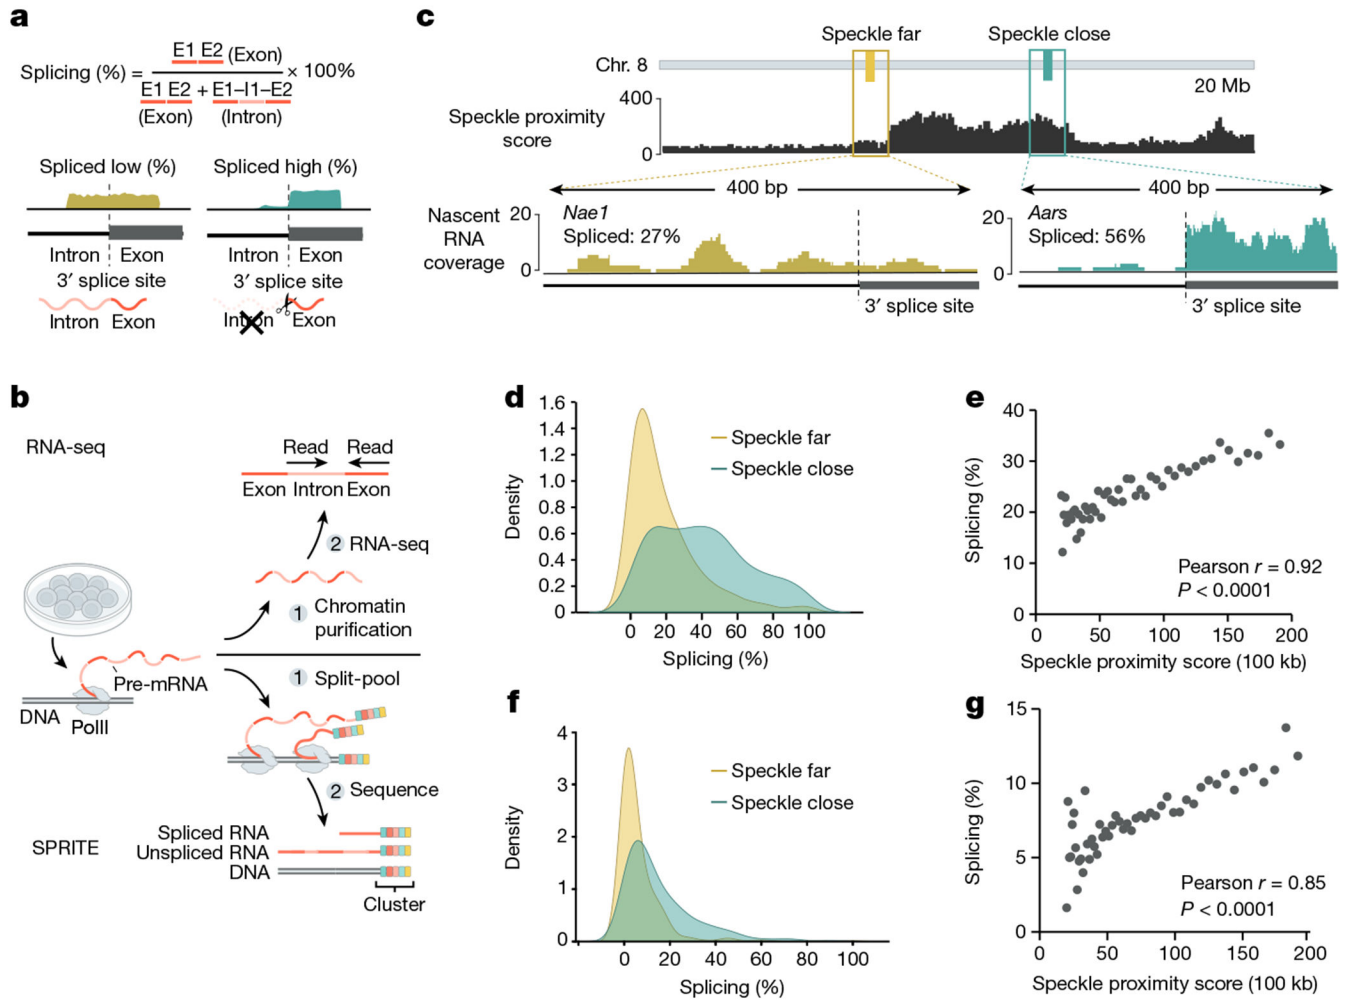 a
E1 E2 (Exon)
Splicing (%) = × 100%
E1 E2 + E1–I1–E2
(Exon) (Intron)
Spliced low (%) Spliced high (%)
Intron Exon Intron Exon
3′ splice site 3′ splice site
Intron Exon Intron Exon
b
RNA-seq
Read Read
Exon Intron Exon
2 RNA-seq
1 Chromatin
purification
Pre-mRNA
DNA
PolII
1 Split-pool
2 Sequence
SPRITE
Spliced RNA
Unspliced RNA
DNA
Cluster
c
Speckle far Speckle close
Chr. 8
20 Mb
Speckle proximity
score
400
0
400 bp 400 bp
Nascent
RNA
coverage
20
0
Nae1
Spliced: 27%
3′ splice site
20
0
Aars
Spliced: 56%
3′ splice site
d
Density
1.6
1.4
1.2
1.0
0.8
0.6
0.4
0.2
0
Speckle far
Speckle close
0 20 40 60 80 100
Splicing (%)
e
Splicing (%)
40
30
20
10
0
Pearson r = 0.92
P < 0.0001
0 50 100 150 200
Speckle proximity score (100 kb)
f
Density
4
3
2
1
0
Speckle far
Speckle close
0 20 40 60 80 100
Splicing (%)
g
Splicing (%)
15
10
5
0
Pearson r = 0.85
P < 0.0001
0 50 100 150 200
Speckle proximity score (100 kb)